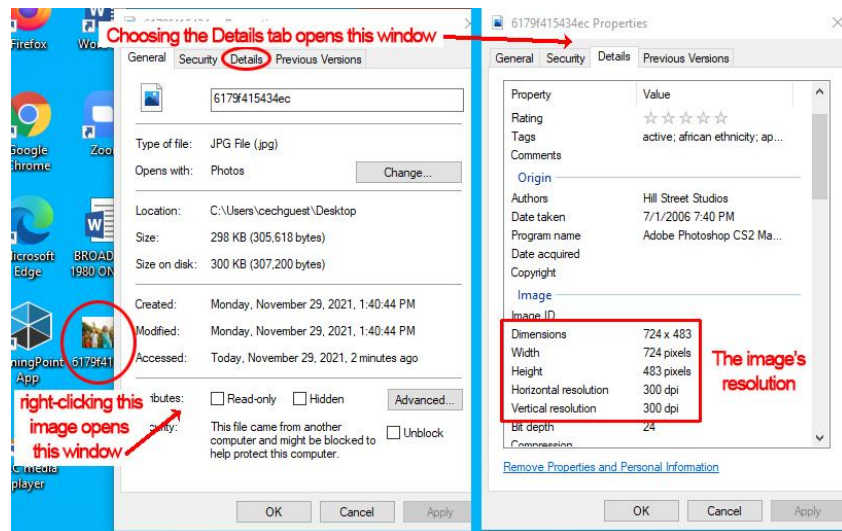 Firefox
Google
Chrome
Zoo
Edge
BROAD
1980 ON
6179f41
App
player
Choosing the Details tab opens this window
General Security Details Previous Versions
6179f415434ec
Type of file: JPG File (.jpg)
Opens with: Photos Change...
Location: C:\Users\cechguest\Desktop
Size: 298 KB (305,618 bytes)
Size on disk: 300 KB (307,200 bytes)
Created: Monday, November 29, 2021, 1:40:44 PM
Modified: Monday, November 29, 2021, 1:40:44 PM
Accessed: Today, November 29, 2021, 2 minutes ago
Read-only Hidden Advanced...
This file came from another
computer and might be blocked to
help protect this computer.
Unblock
OK Cancel Apply
right-clicking this
image opens
this window
6179f415434ec Properties
General Security Details Previous Versions
Property Value
Rating
Tags active; african ethnicity; ap...
Comments
Origin
Authors Hill Street Studios
Date taken 7/1/2006 7:40 PM
Program name Adobe Photoshop CS2 Ma...
Date acquired
Copyright
Image
Image ID
Dimensions 724 x 483
Width 724 pixels
Height 483 pixels
Horizontal resolution 300 dpi
Vertical resolution 300 dpi
Bit depth 24
Compression
The image's
resolution
Remove Properties and Personal Information
OK Cancel Apply